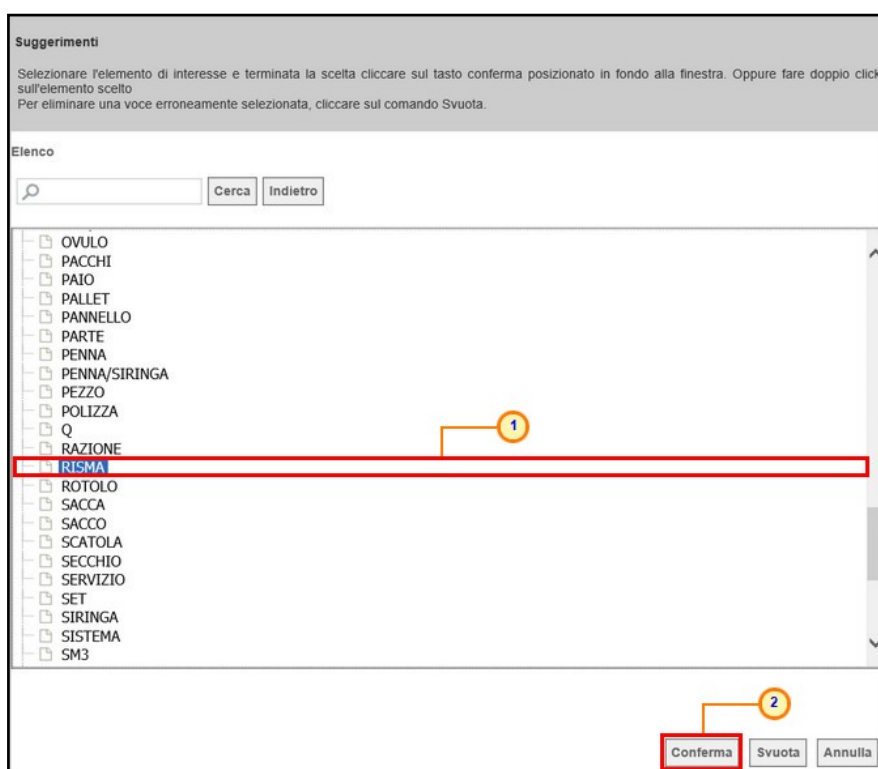 Suggerimenti
Selezionare l'elemento di interesse e terminata la scelta cliccare sul tasto conferma posizionato in fondo alla finestra. Oppure fare doppio click
sull'elemento scelto
Per eliminare una voce erroneamente selezionata, cliccare sul comando Svuota.
Elenco
Cerca Indietro
OVULO
PACCHI
PAIO
PALLET
PANNELLO
PARTE
PENNA
PENNA/SIRINGA
PEZZO
POLIZZA
1
Q
RAZIONE
RISMA
ROTOLO
SACCA
SACCO
SCATOLA
SECCHIO
SERVIZIO
SET
SIRINGA
SISTEMA
SM3
2
Conferma Svuota Annulla